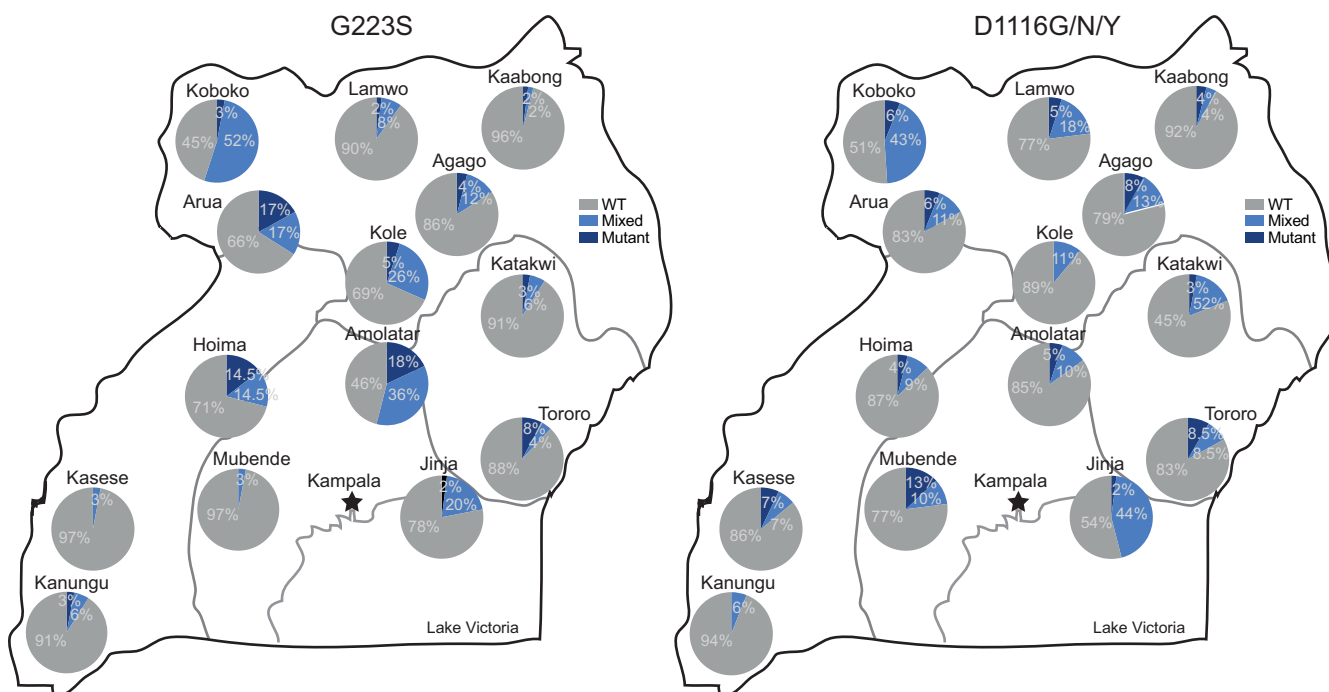 G223S
Koboko
3%
45%
52%
Lamwo
2%
8%
90%
Kaabong
2%
2%
96%
Agago
4%
12%
86%
Arua
17%
17%
66%
WT
Mixed
Mutant
Kole
5%
26%
69%
Katakwi
3%
6%
91%
Hoima
14.5%
14.5%
71%
Amolatar
18%
46%
36%
Tororo
8%
4%
88%
Kasese
3%
97%
Mubende
3%
97%
Kampala
Jinja
2%
20%
78%
Kanungu
3%
6%
91%
Lake Victoria
D1116G/N/Y
Koboko
6%
43%
51%
Lamwo
5%
18%
77%
Kaabong
4%
4%
92%
Agago
8%
13%
79%
Arua
6%
11%
83%
WT
Mixed
Mutant
Kole
11%
89%
Katakwi
3%
52%
45%
Hoima
4%
9%
87%
Amolatar
5%
10%
85%
Tororo
8.5%
8.5%
83%
Kasese
7%
7%
86%
Mubende
13%
10%
77%
Kampala
Jinja
2%
44%
54%
Kanungu
6%
94%
Lake Victoria